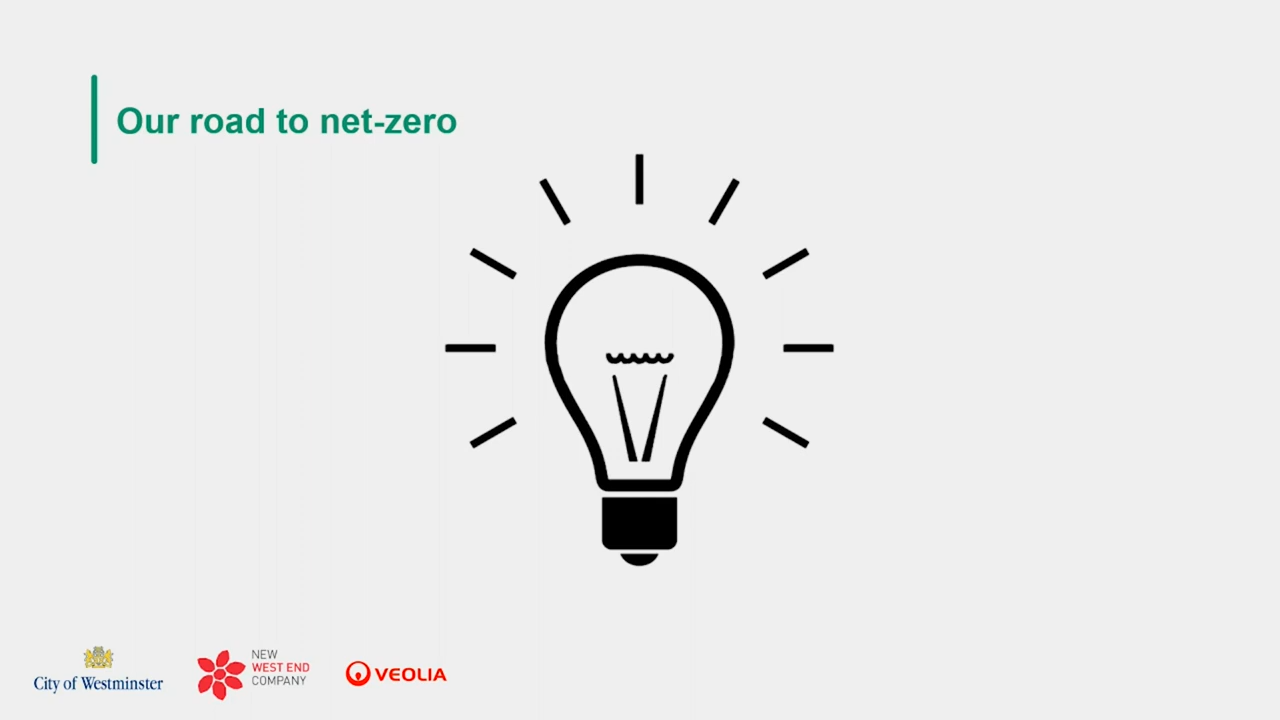 Our road to net-zero
City of Westminster
NEW
WEST END
COMPANY
VEOLIA